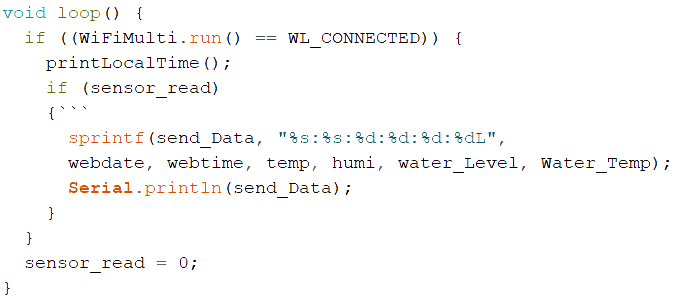 void loop() {
  if ((WiFiMulti.run() == WL_CONNECTED)) {
    printLocalTime();
    if (sensor_read)
    {```
      sprintf(send_Data, "%s:%s:%d:%d:%d:%dL",
      webdate, webtime, temp, humi, water_Level, Water_Temp);
      Serial.println(send_Data);
    }
  }
  sensor_read = 0;
}